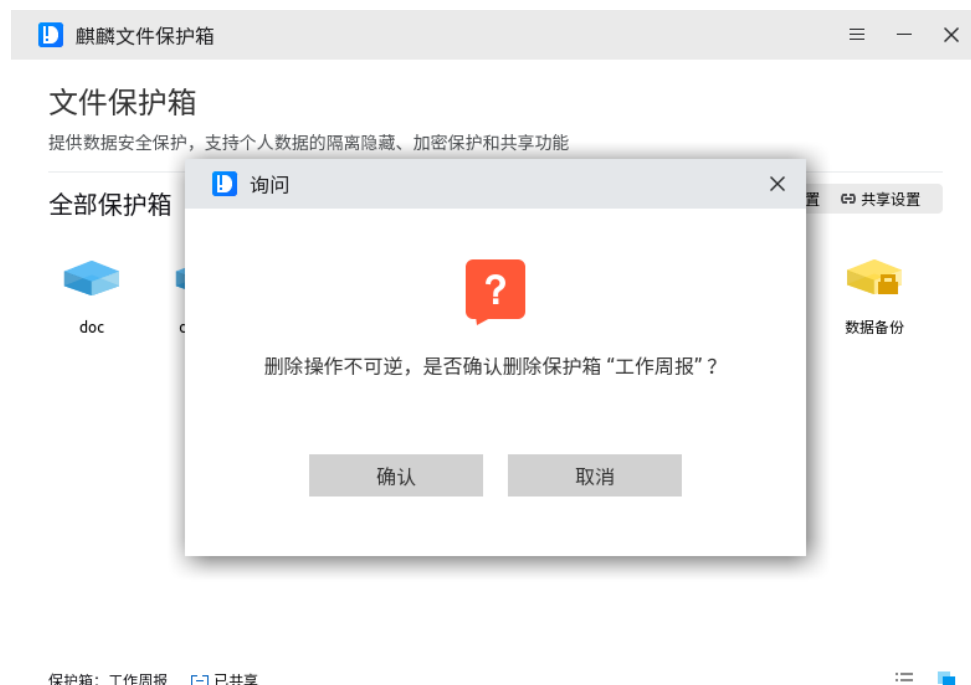 麒麟文件保护箱
文件保护箱
提供数据安全保护，支持个人数据的隔离隐藏、加密保护和共享功能
全部保护箱
询问
置
共享设置
doc
数据备份
删除操作不可逆，是否确认删除保护箱 “工作周报” ？
确认
取消
保护箱：工作周报
已共享